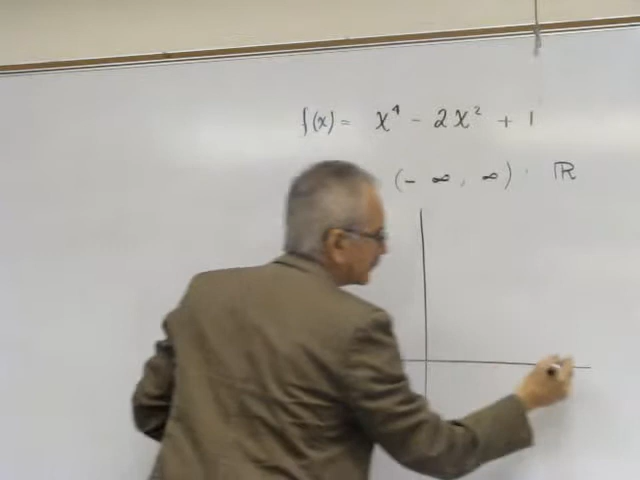 f(x) = x⁴ - 2x² + 1
(-∞, ∞) . ℝ